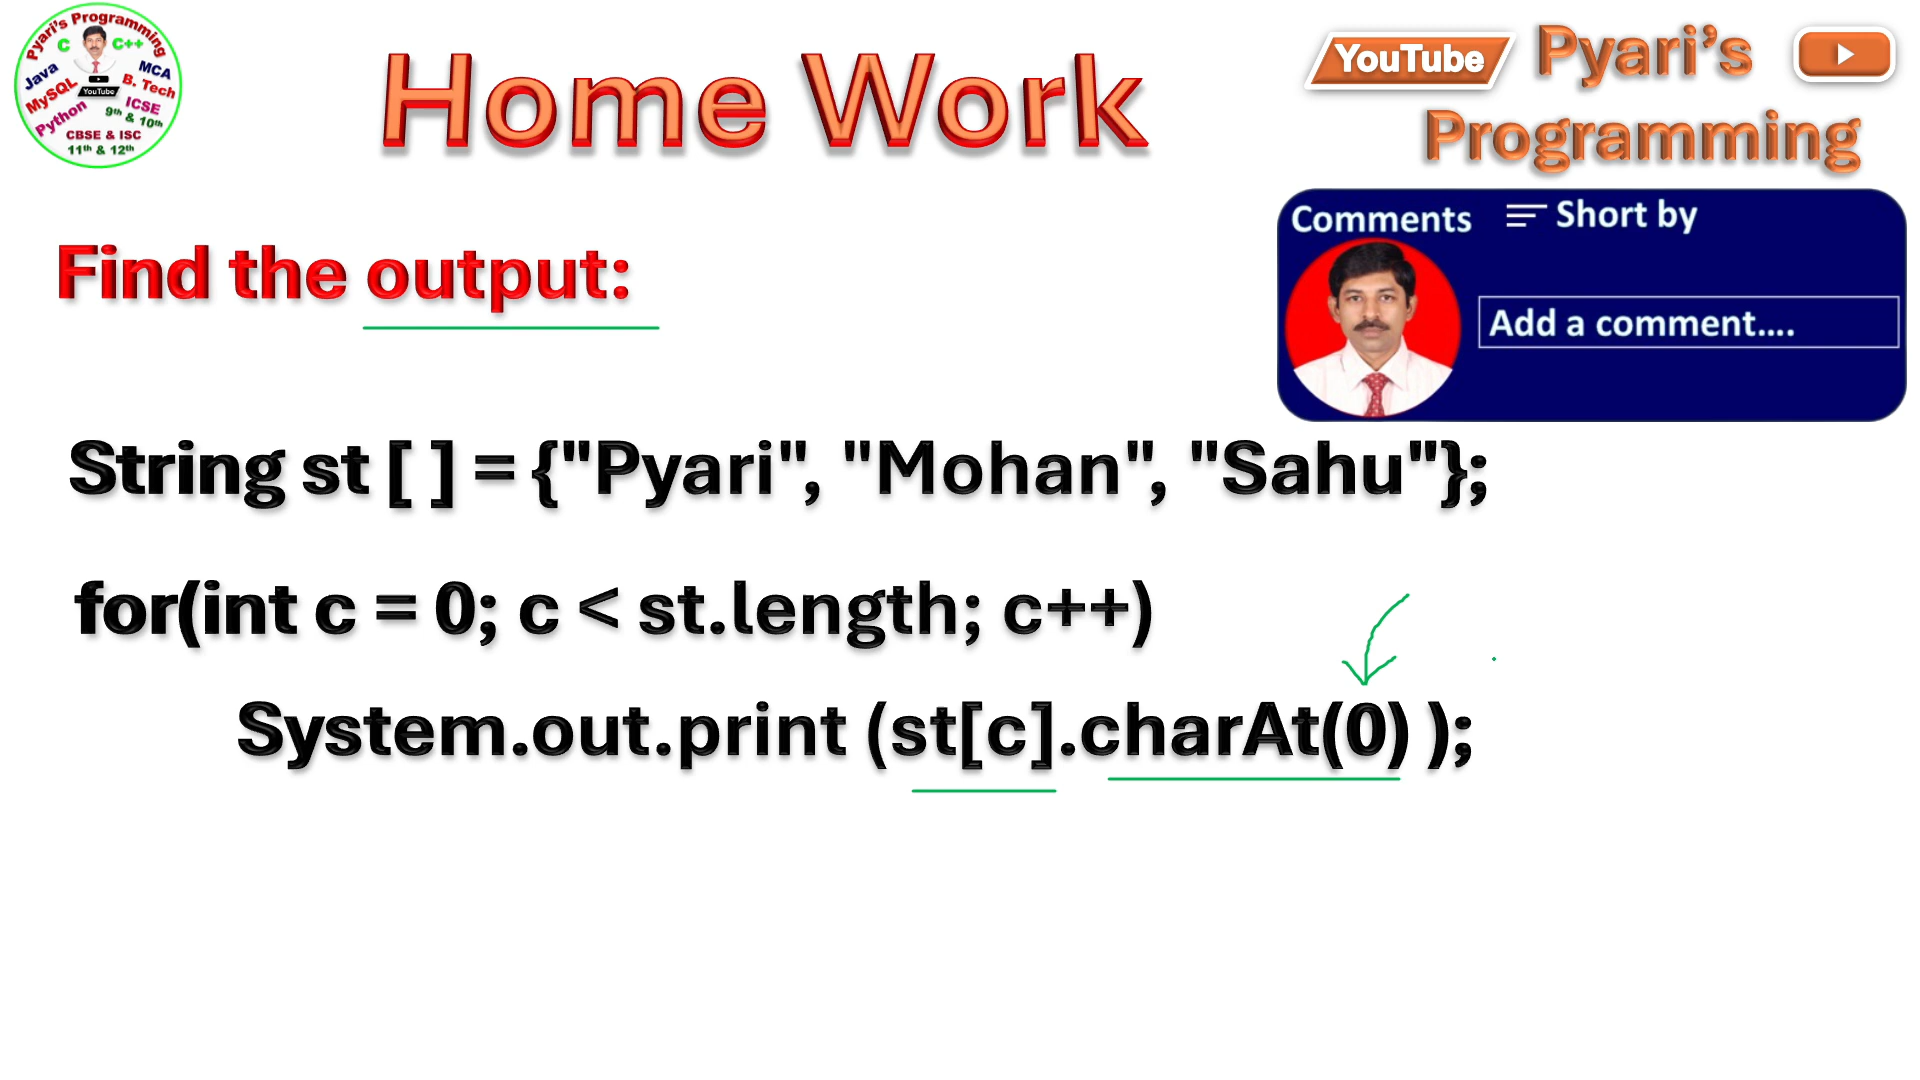 Pyari's Programming
C C++
Java MCA
MySQL YouTube B. Tech
Python ICSE
9th & 10th
CBSE & ISC
11th & 12th
Home Work
YouTube Pyari's
Programming
Comments Short by
Add a comment....
Find the output:
String st [ ] = {"Pyari", "Mohan", "Sahu"};
for(int c = 0; c < st.length; c++)
System.out.print (st[c].charAt(0) );